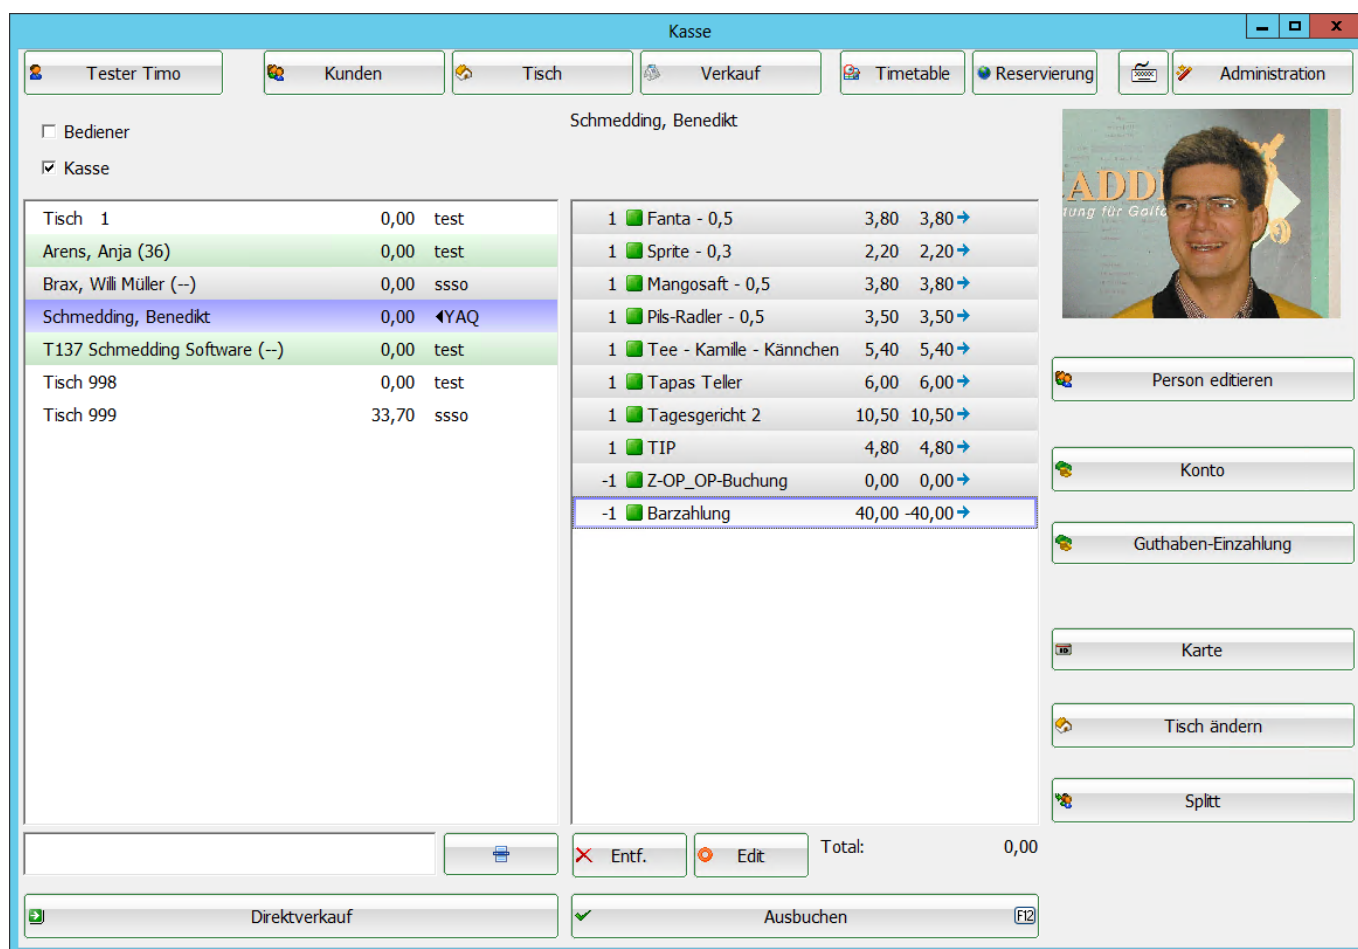 Kasse
Tester Timo Kunden Tisch Verkauf Timetable Reservierung Administration
Bediener
Schmedding, Benedikt
Kasse
Tisch 1 0,00 test
Arens, Anja (36) 0,00 test
Brax, Willi Müller (--) 0,00 ssso
Schmedding, Benedikt 0,00 YAQ
T137 Schmedding Software (--) 0,00 test
Tisch 998 0,00 test
Tisch 999 33,70 ssso
1 Fanta - 0,5 3,80 3,80
1 Sprite - 0,3 2,20 2,20
1 Mangosaft - 0,5 3,80 3,80
1 Pils-Radler - 0,5 3,50 3,50
1 Tee - Kamille - Kännchen 5,40 5,40
1 Tapas Teller 6,00 6,00
1 Tagesgericht 2 10,50 10,50
1 TIP 4,80 4,80
-1 Z-OP_OP-Buchung 0,00 0,00
-1 Barzahlung 40,00 -40,00
ADD
für Golf
Person editieren
Konto
Guthaben-Einzahlung
Karte
Tisch ändern
Splitt
Entf. Edit Total: 0,00
Direktverkauf Ausbuchen F12